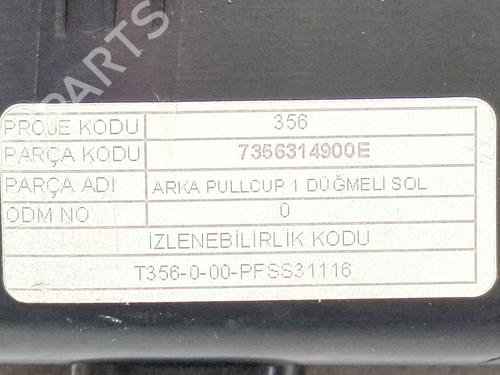 PROJE KODU 356
PARÇA KODU 7356314900E
PARÇA ADI ARKA PULLCUP 1 DÜĞMELİ SOL
ODM NO 0
İZLENEBİLİRLİK KODU
T356-0-00-PFSS31116
B-PARTS